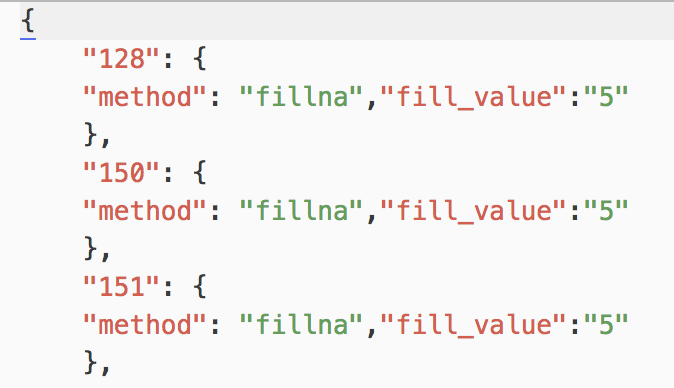 {
"128": {
"method": "fillna","fill_value":"5"
},
"150": {
"method": "fillna","fill_value":"5"
},
"151": {
"method": "fillna","fill_value":"5"
},